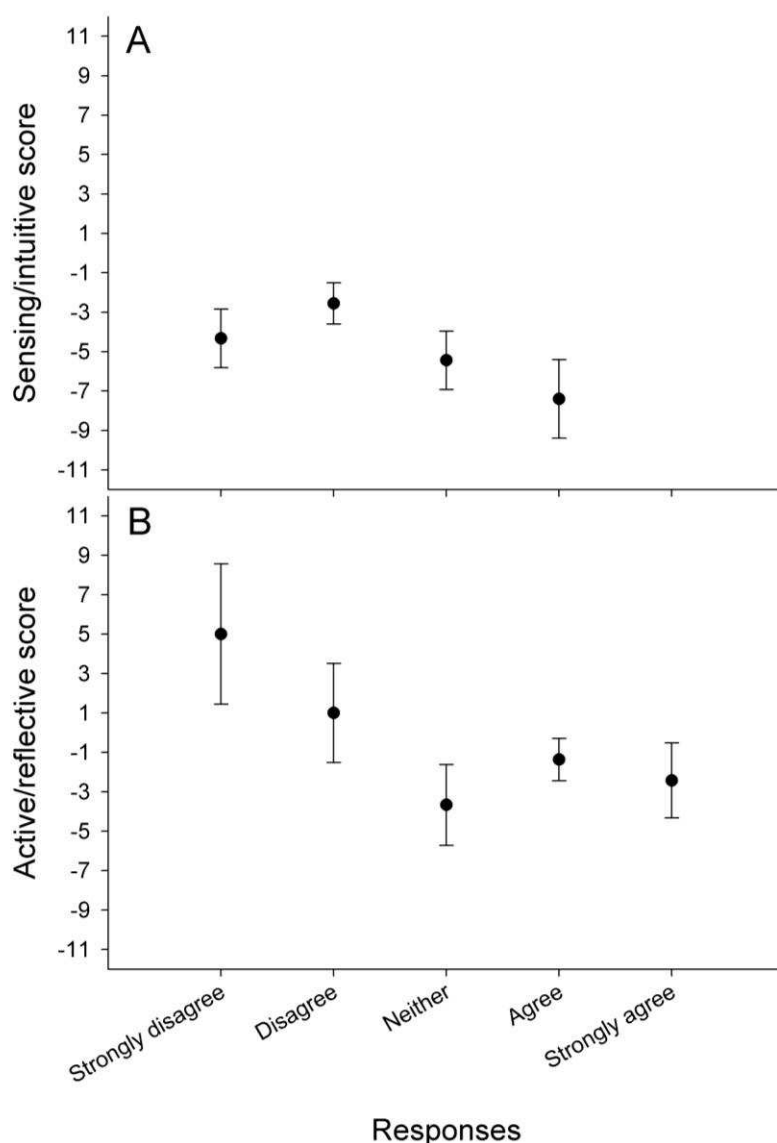 A
11
9
7
5
3
1
-1
-3
-5
-7
-9
-11
Sensing/intuitive score
B
11
9
7
5
3
1
-1
-3
-5
-7
-9
-11
Active/reflective score
Strongly disagree
Disagree
Neither
Agree
Strongly agree
Responses